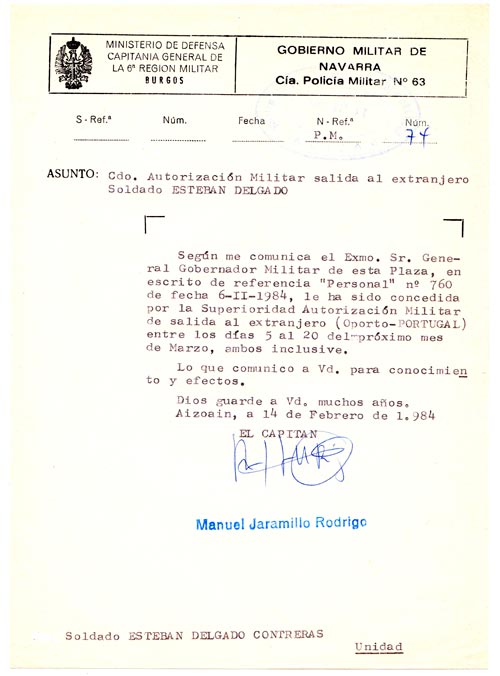 MINISTERIO DE DEFENSA
CAPITANIA GENERAL DE
LA 6ª REGION MILITAR
BURGOS
GOBIERNO MILITAR DE
NAVARRA
Cía. Policía Militar Nº 63
S - Ref.ª Núm. Fecha N - Ref.ª Núm.
P.M. 74
ASUNTO: Cdo. Autorización Militar salida al extranjero
Soldado ESTEBAN DELGADO
Según me comunica el Exmo. Sr. Gene-
ral Gobernador Militar de esta Plaza, en
escrito de referencia "Personal" nº 760
de fecha 6-II-1984, le ha sido concedida
por la Superioridad Autorización Militar
de salida al extranjero (Oporto-PORTUGAL)
entre los días 5 al 20 del-próximo mes
de Marzo, ambos inclusive.
Lo que comunico a Vd. para conocimien
to y efectos.
Dios guarde a Vd. muchos años.
Aizoain, a 14 de Febrero de 1.984
EL CAPITAN
Manuel Jaramillo Rodrigo
Soldado ESTEBAN DELGADO CONTRERAS
Unidad